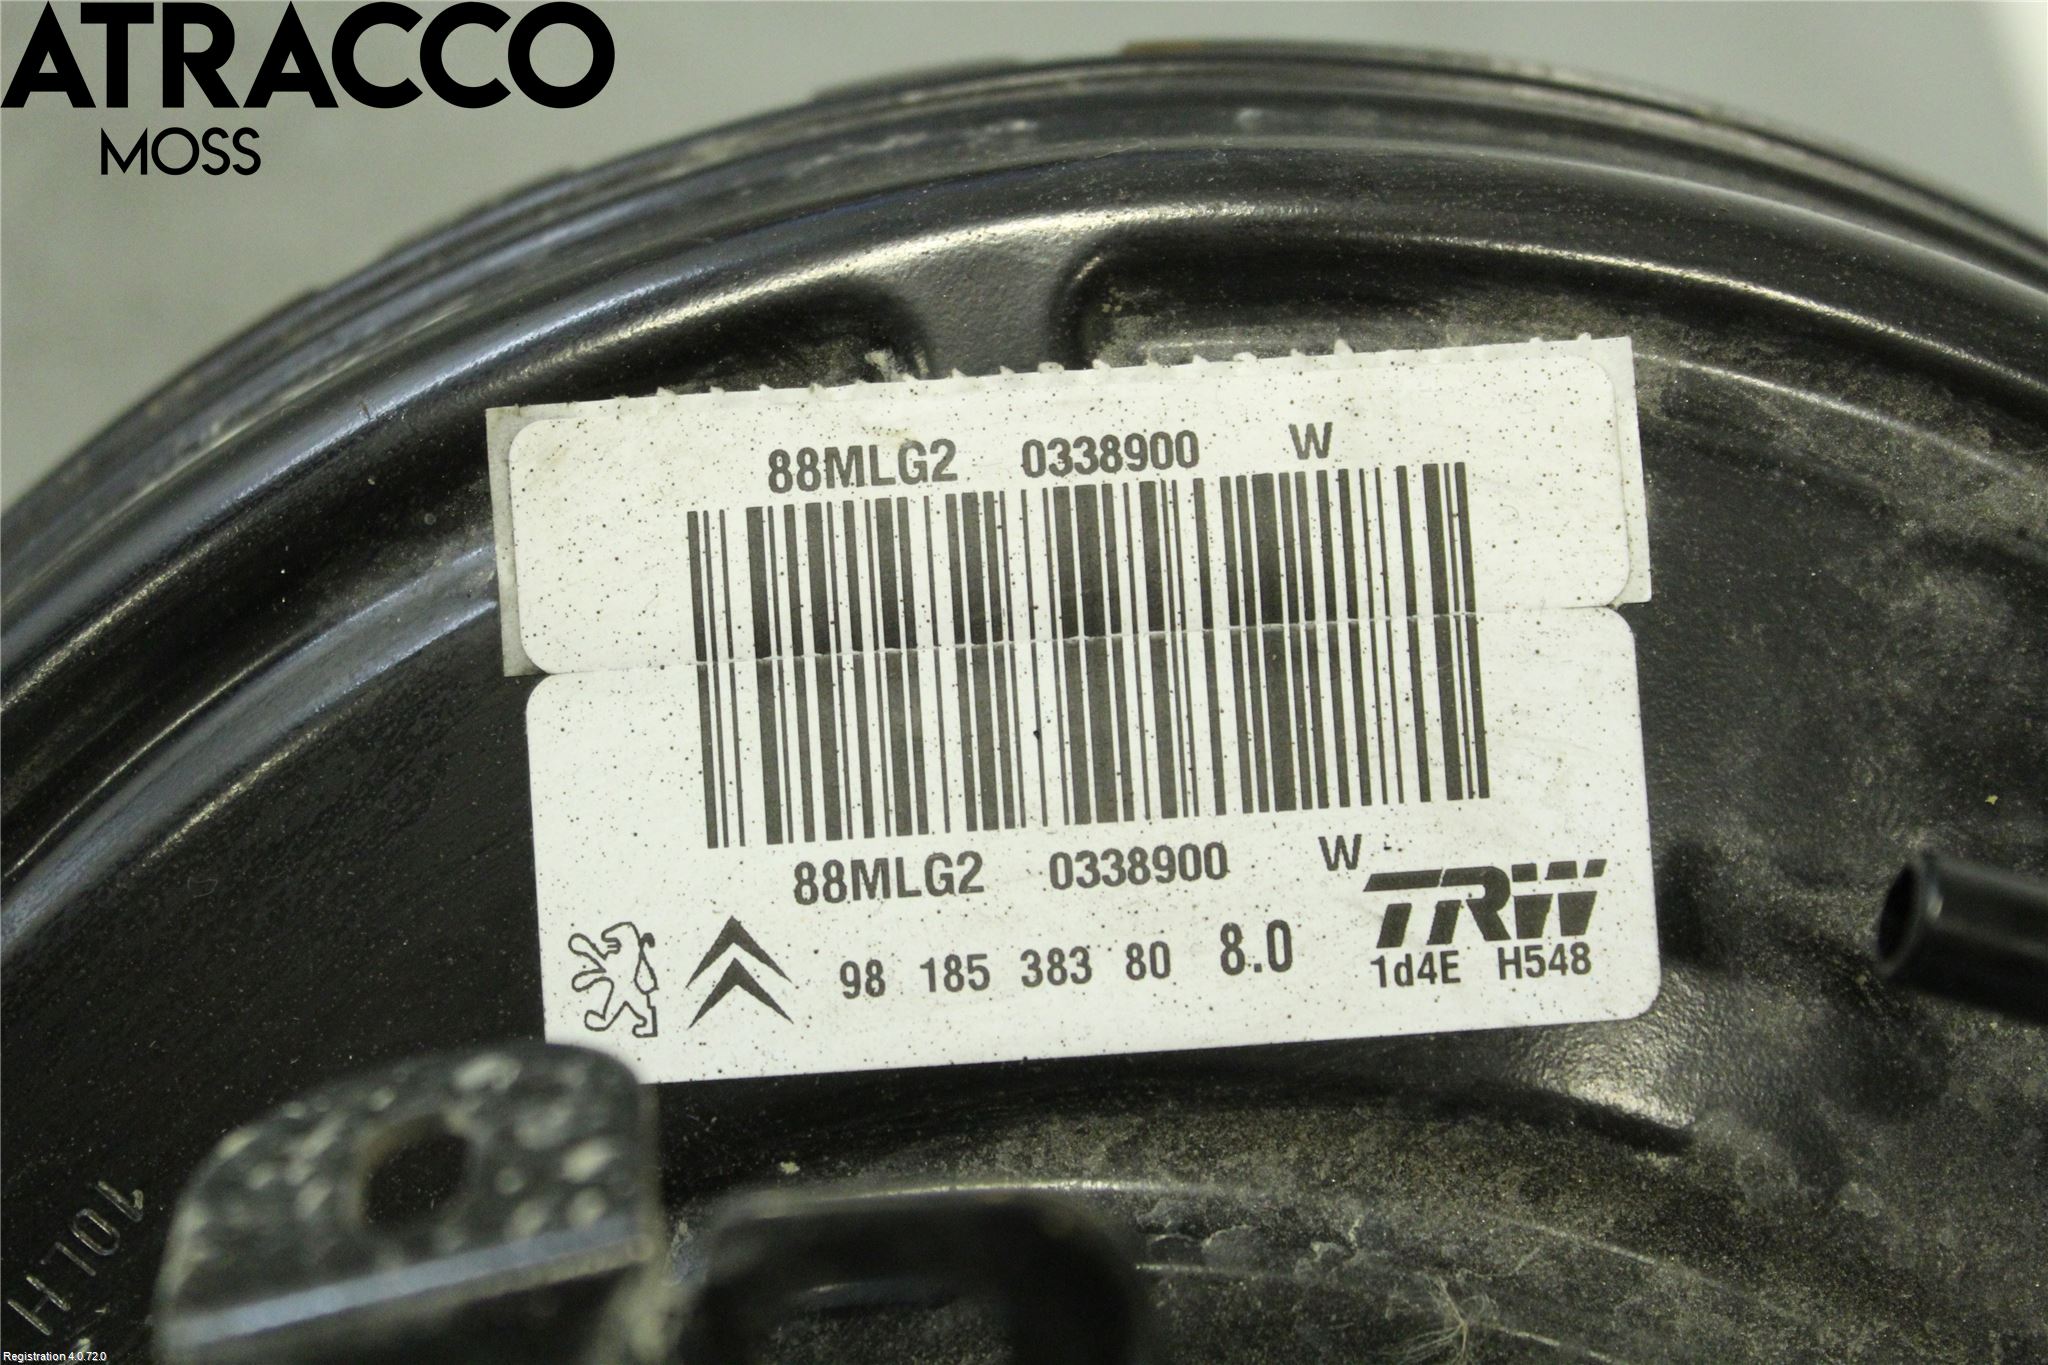 ATRACCO
MOSS
88MLG2 0338900 W
88MLG2 0338900 W
TRW
98 185 383 80 8.0
1d4E H548
10LH
Registration 4.0.72.0